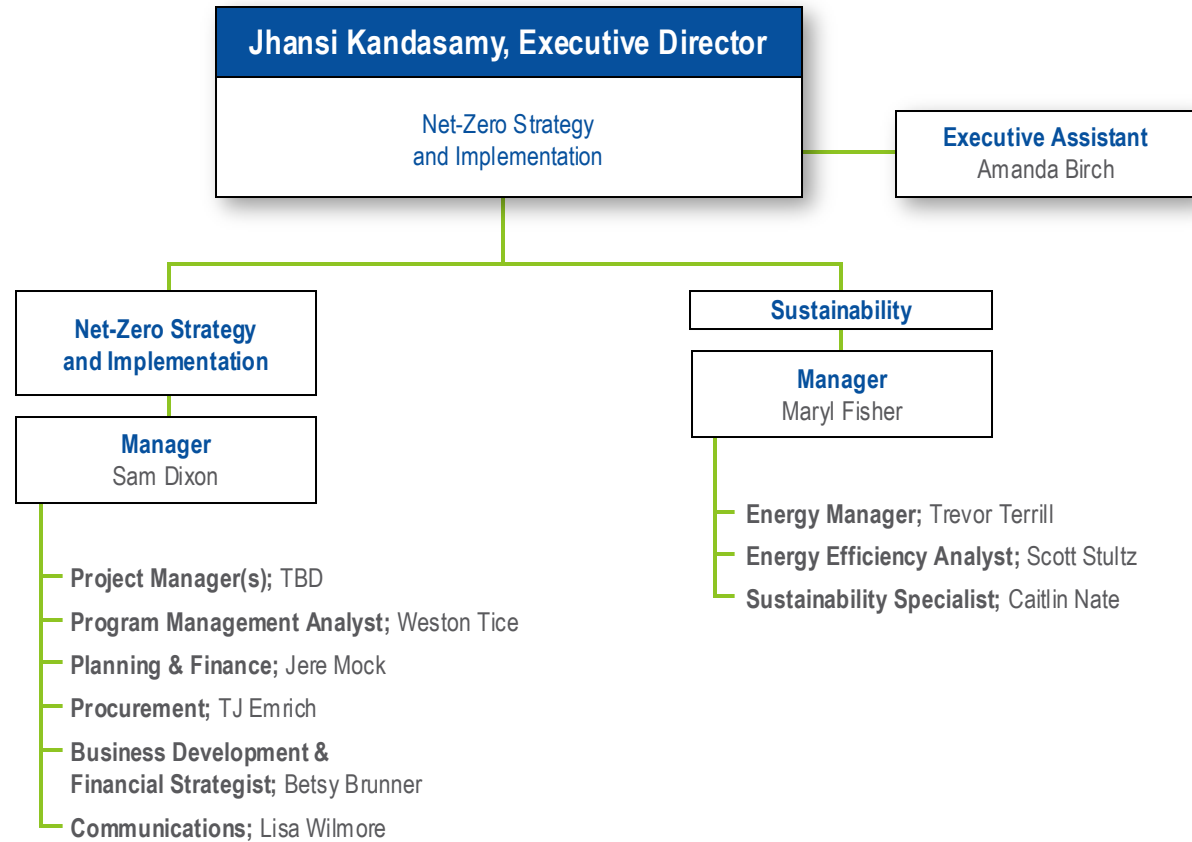 Jhansi Kandasamy, Executive Director
Net-Zero Strategy
and Implementation
Executive Assistant
Amanda Birch
Net-Zero Strategy
and Implementation
Manager
Sam Dixon
Project Manager(s); TBD
Program Management Analyst; Weston Tice
Planning & Finance; Jere Mock
Procurement; TJ Emrich
Business Development &
Financial Strategist; Betsy Brunner
Communications; Lisa Wilmore
Sustainability
Manager
Maryl Fisher
Energy Manager; Trevor Terrill
Energy Efficiency Analyst; Scott Stultz
Sustainability Specialist; Caitlin Nate